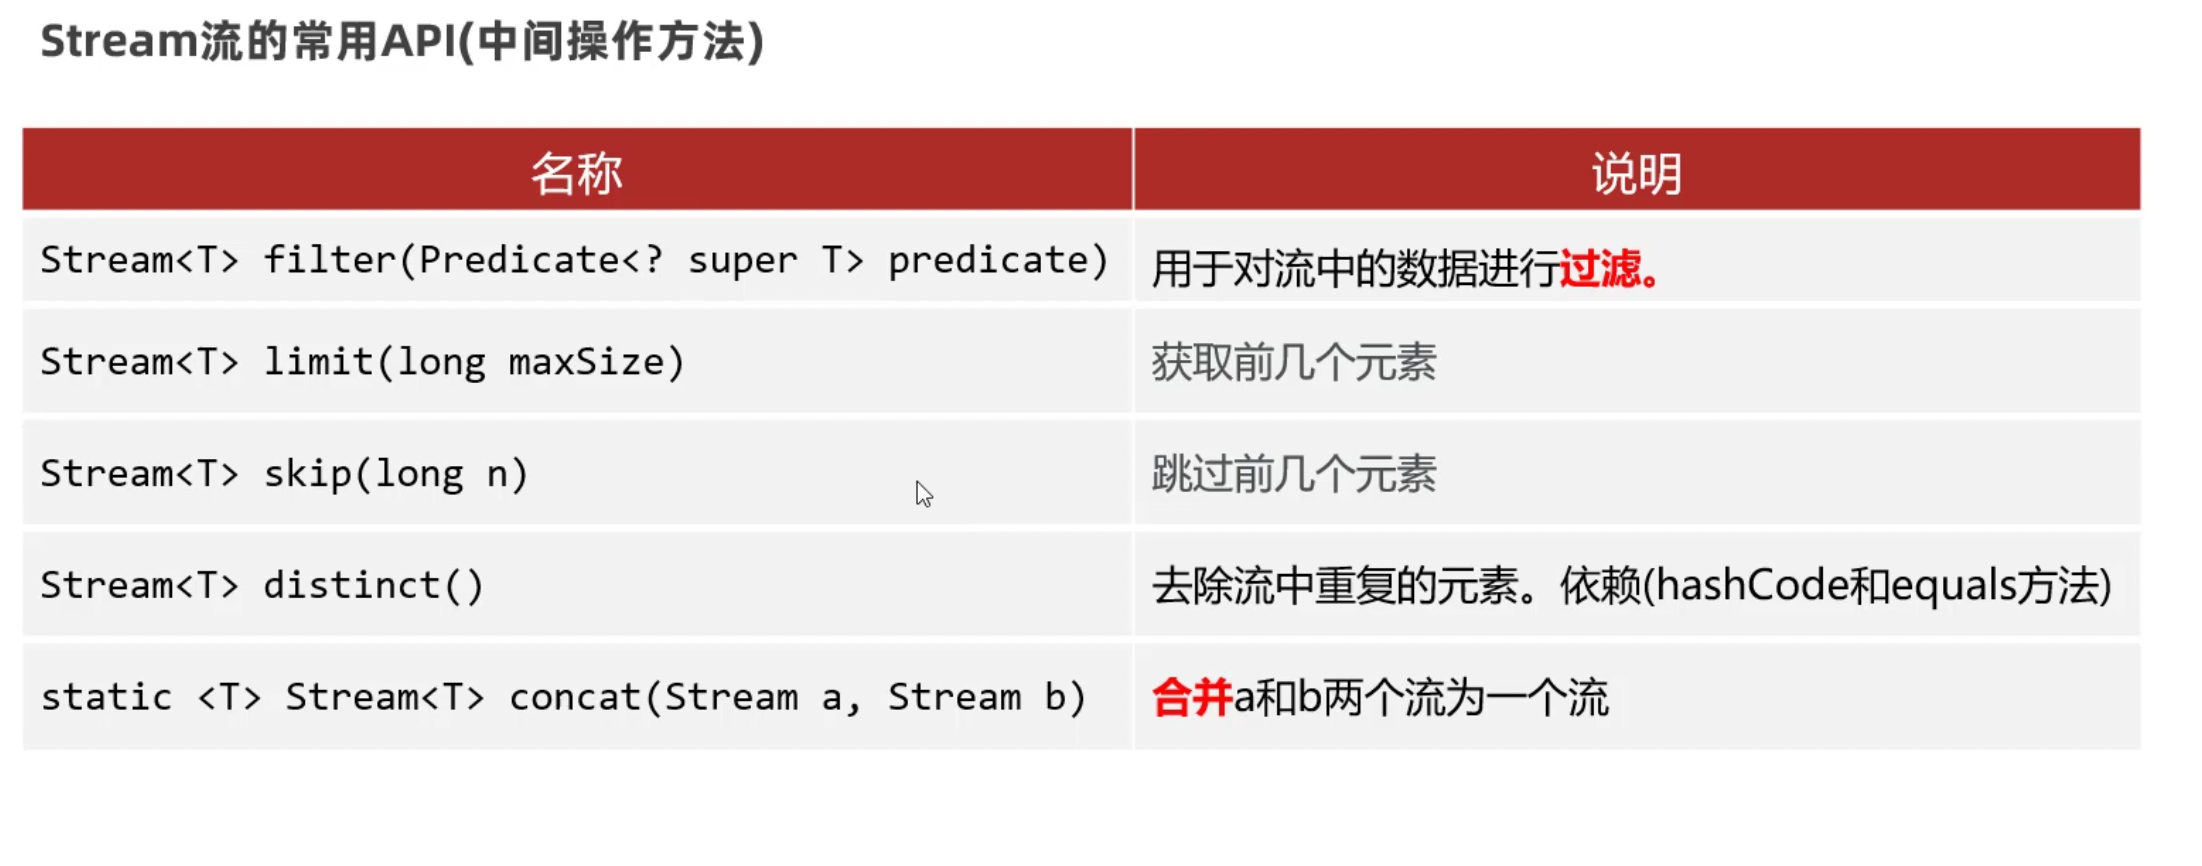 Stream流的常用API(中间操作方法)
名称 说明
Stream<T> filter(Predicate<? super T> predicate) 用于对流中的数据进行过滤。
Stream<T> limit(long maxSize) 获取前几个元素
Stream<T> skip(long n) 跳过前几个元素
Stream<T> distinct() 去除流中重复的元素。依赖(hashCode和equals方法)
static <T> Stream<T> concat(Stream a, Stream b) 合并a和b两个流为一个流